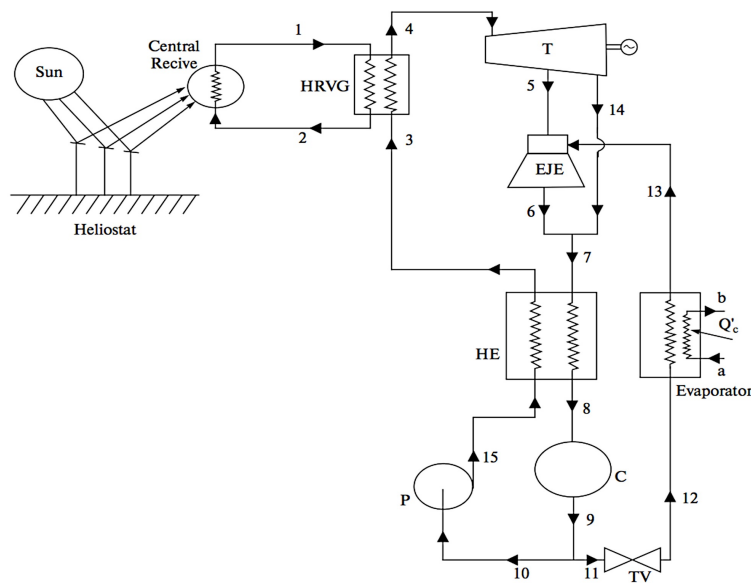 1
4
Central
Recive
T
Sun
HRVG
5
14
2
3
EJE
13
6
Heliostat
7
b
Q'c
HE
a
Evaporator
8
15
P
C
12
9
10
11
TV